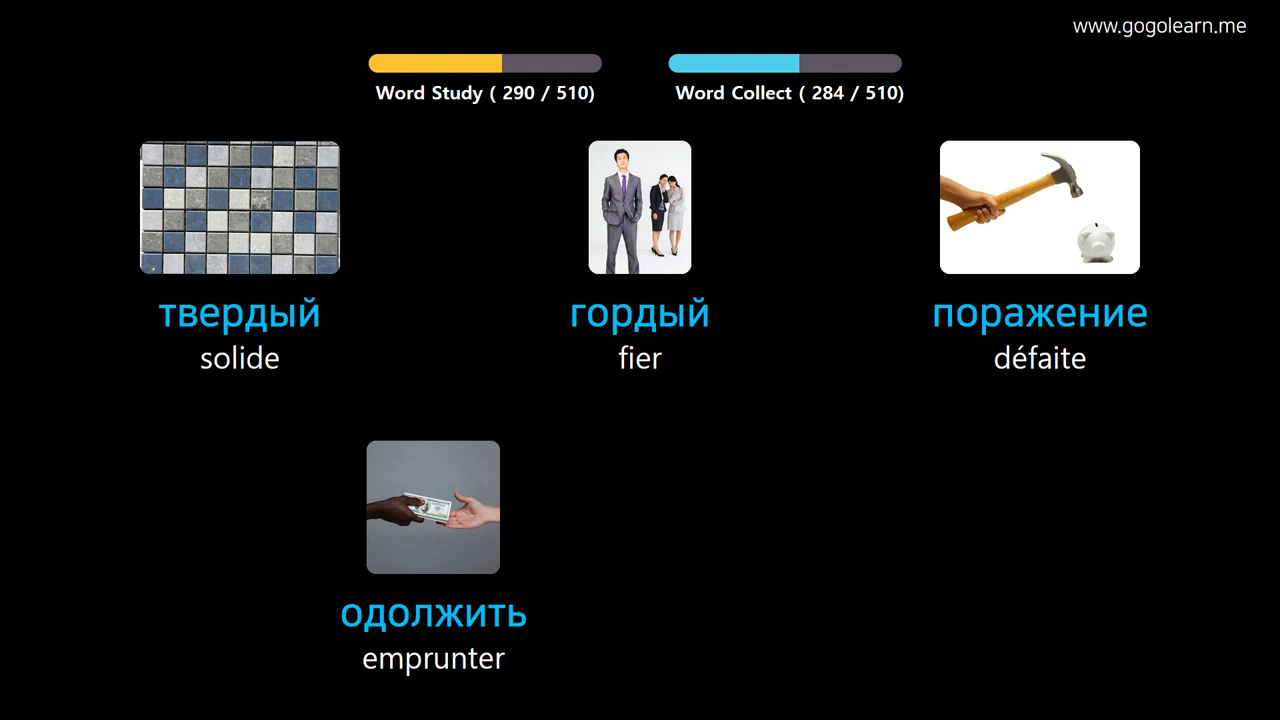 www.gogolearn.me
Word Study ( 290 / 510)
Word Collect ( 284 / 510)
твердый
solide
гордый
fier
поражение
défaite
одолжить
emprunter